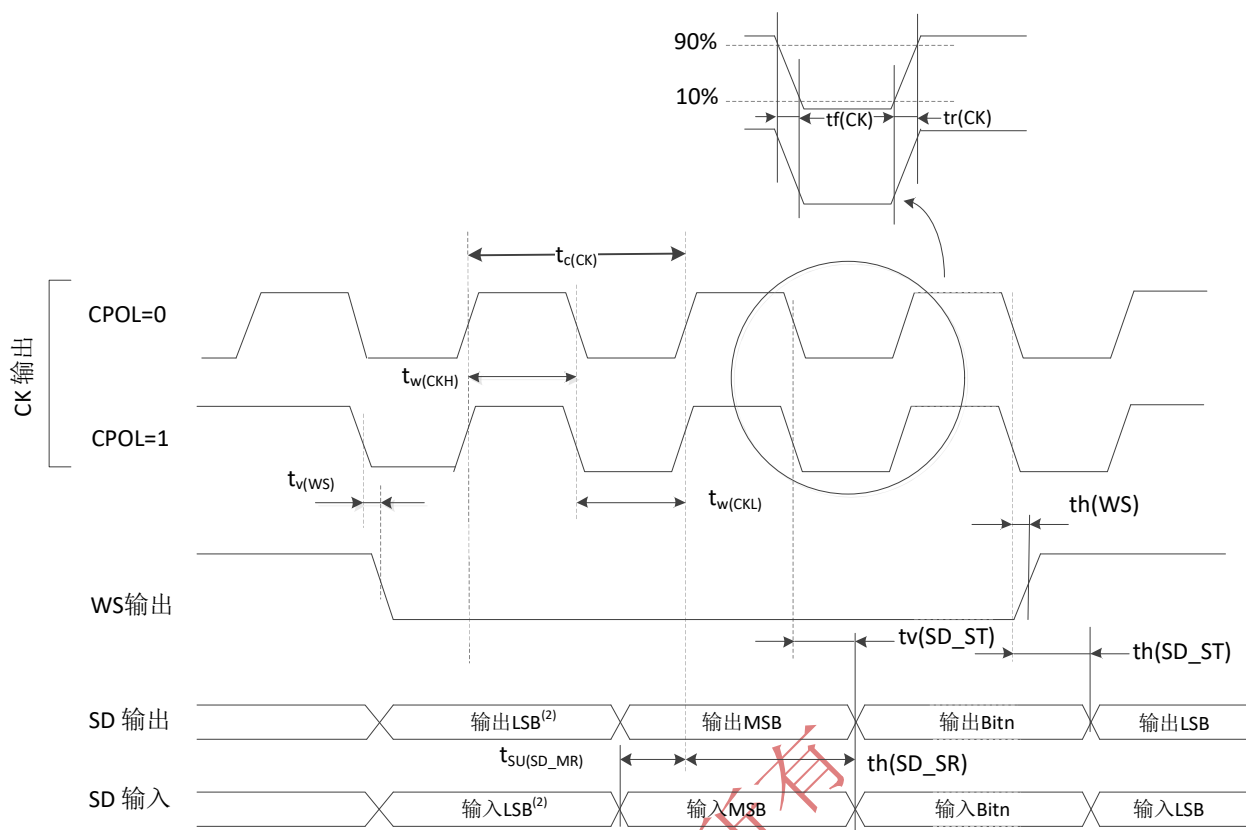 90%
10%
tf(CK)
tr(CK)
tc(CK)
CK 输出
CPOL=0
tw(CKH)
CPOL=1
tv(WS)
tw(CKL)
th(WS)
WS输出
tv(SD_ST)
th(SD_ST)
SD 输出
输出LSB(2)
输出MSB
输出Bitn
输出LSB
tSU(SD_MR)
th(SD_SR)
SD 输入
输入LSB(2)
输入MSB
输入Bitn
输入LSB
有